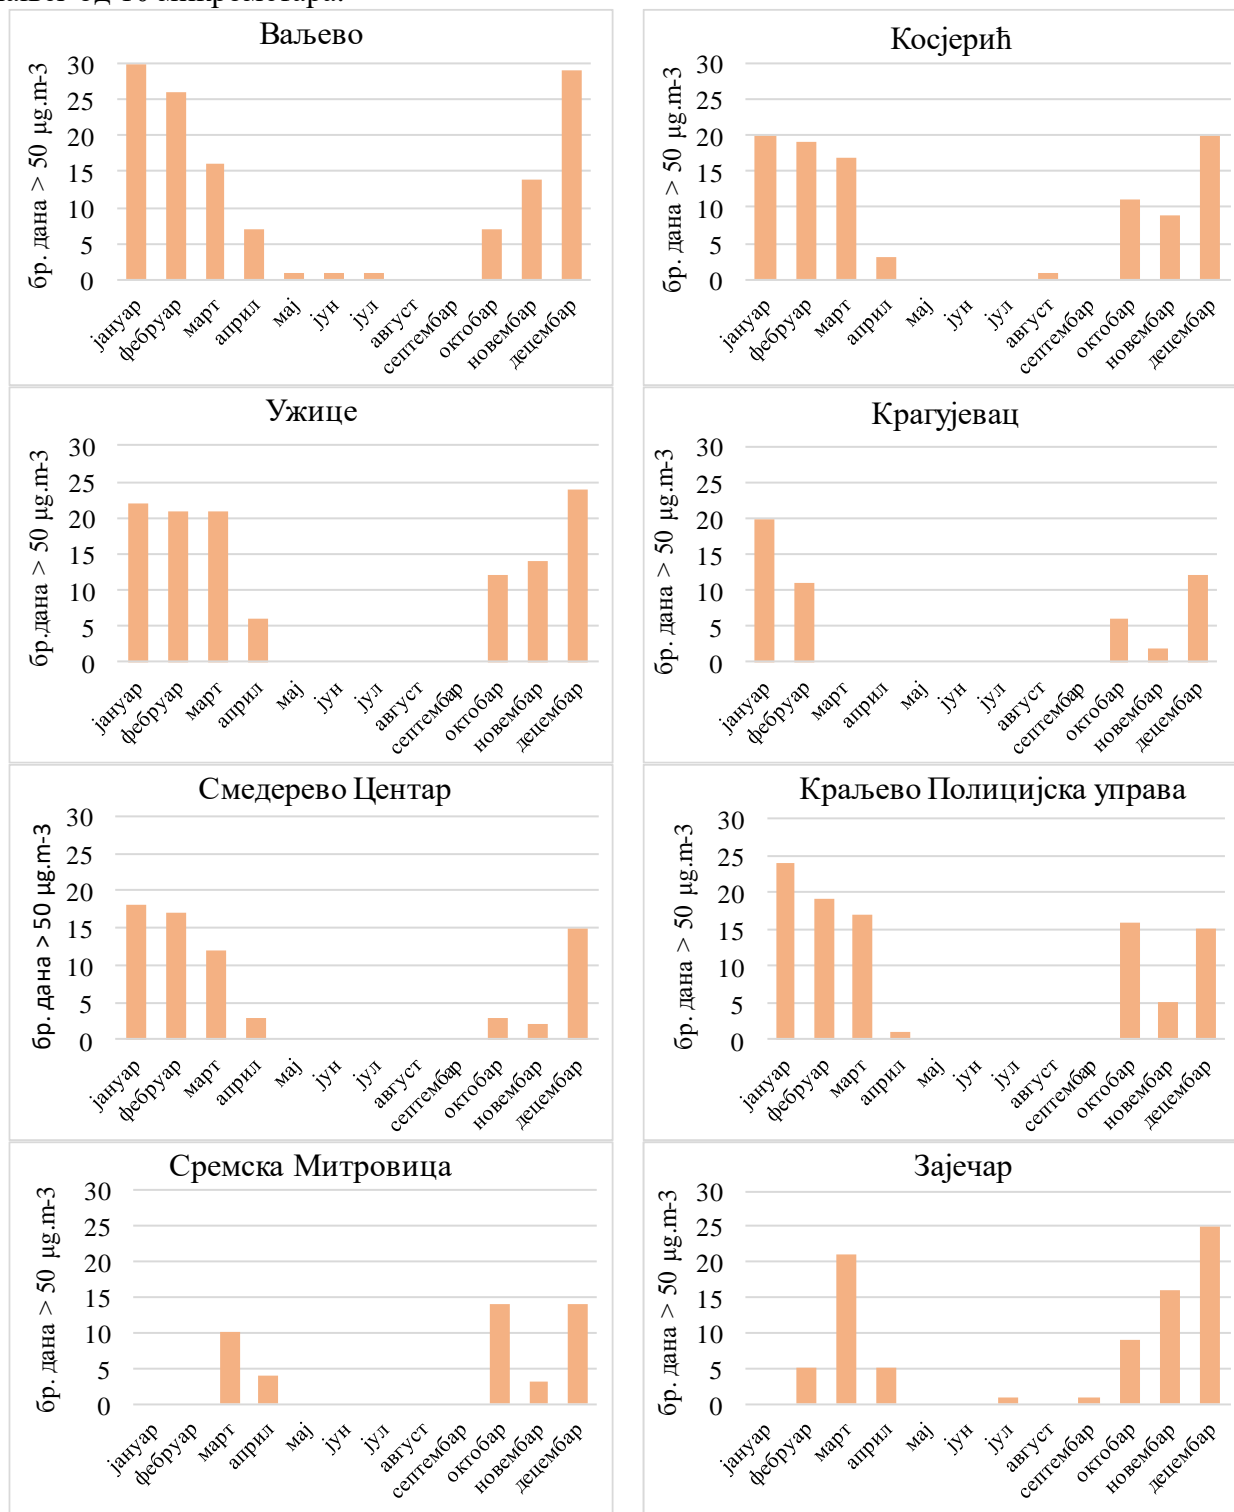 од 10 микрометара.
Ваљево
бр. дана > 50 µg.m-3
30
25
20
15
10
5
0
јануар
фебруар
март
април
мај
јун
јул
август
септембар
октобар
новембар
децембар
Косјерић
бр. дана > 50 µg.m-3
30
25
20
15
10
5
0
јануар
фебруар
март
април
мај
јун
јул
август
септембар
октобар
новембар
децембар
Ужице
бр.дана > 50 µg.m-3
30
25
20
15
10
5
0
јануар
фебруар
март
април
мај
јун
јул
август
септембар
октобар
новембар
децембар
Крагујевац
бр. дана > 50 µg.m-3
30
25
20
15
10
5
0
јануар
фебруар
март
април
мај
јун
јул
август
септембар
октобар
новембар
децембар
Смедерево Центар
бр. дана > 50 µg.m-3
30
25
20
15
10
5
0
јануар
фебруар
март
април
мај
јун
јул
август
септембар
октобар
новембар
децембар
Краљево Полицијска управа
бр. дана > 50 µg.m-3
30
25
20
15
10
5
0
јануар
фебруар
март
април
мај
јун
јул
август
септембар
октобар
новембар
децембар
Сремска Митровица
бр. дана > 50 µg.m-3
30
25
20
15
10
5
0
јануар
фебруар
март
април
мај
јун
јул
август
септембар
октобар
новембар
децембар
Зајечар
бр. дана > 50 µg.m-3
30
25
20
15
10
5
0
јануар
фебруар
март
април
мај
јун
јул
август
септембар
октобар
новембар
децембар